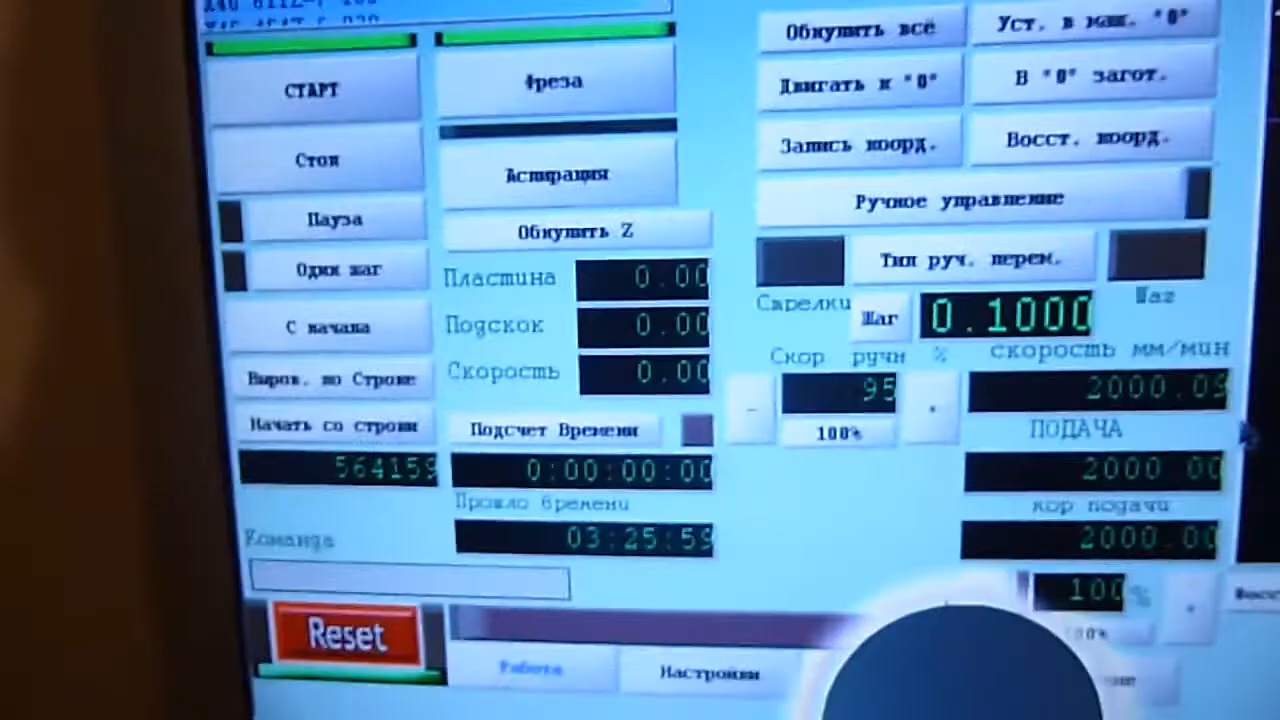 СТАРТ
Стоп
Пауза
Один шаг
С начала
Выров. по Строке
Начать со строки
564159
Команда
Reset
Фреза
Аспирация
Обнулить Z
Пластина 0.00
Подскок 0.00
Скорость 0.00
Подсчет Времени
0:00:00:00
Прошло времени
03:25:59
Работа
Настройки
Обнулить всё
Уст. в маш. "0"
Двигать к "0"
В "0" загот.
Запись коорд.
Восст. коорд.
Ручное управление
Тип руч. перем.
Стрелки
Шаг
0.1000
Шаг
Скор ручн %
скорость мм/мин
-
95
2000.09
100%
ПОДАЧА
2000.00
кор подачи
2000.00
100%